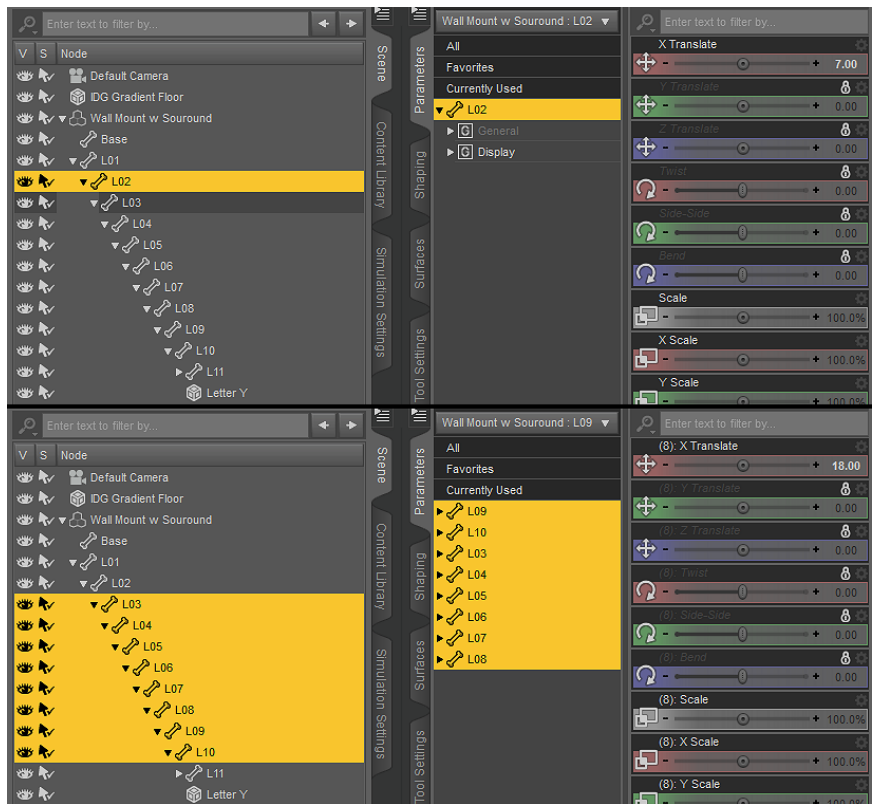 Enter text to filter by...
V S Node
Default Camera
IDG Gradient Floor
Wall Mount w Souround
Base
L01
L02
L03
L04
L05
L06
L07
L08
L09
L10
L11
Letter Y
Scene
Content Library
Simulation Settings
Parameters
Shaping
Surfaces
Tool Settings
Wall Mount w Souround : L02
All
Favorites
Currently Used
L02
G General
G Display
Enter text to filter by...
X Translate
- + 7.00
Y Translate
- + 0.00
Z Translate
- + 0.00
Twist
- + 0.00
Side-Side
- + 0.00
Bend
- + 0.00
Scale
- + 100.0%
X Scale
- + 100.0%
Y Scale
- + 100.0%
Enter text to filter by...
V S Node
Default Camera
IDG Gradient Floor
Wall Mount w Souround
Base
L01
L02
L03
L04
L05
L06
L07
L08
L09
L10
L11
Letter Y
Scene
Content Library
Simulation Settings
Parameters
Shaping
Surfaces
Tool Settings
Wall Mount w Souround : L09
All
Favorites
Currently Used
L09
L10
L03
L04
L05
L06
L07
L08
Enter text to filter by...
(8): X Translate
- + 18.00
(8): Y Translate
- + 0.00
(8): Z Translate
- + 0.00
(8): Twist
- + 0.00
(8): Side-Side
- + 0.00
(8): Bend
- + 0.00
(8): Scale
- + 100.0%
(8): X Scale
- + 100.0%
(8): Y Scale
- + 100.0%